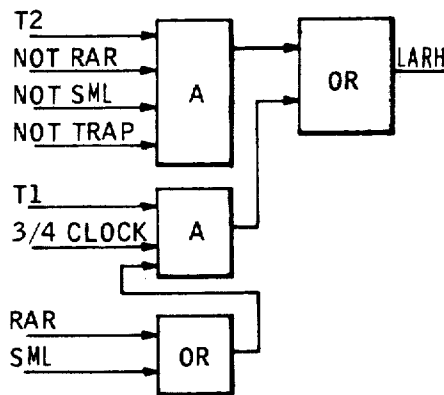 T2
NOT RAR
NOT SML
NOT TRAP
A
OR
LARH
T1
3/4 CLOCK
A
RAR
SML
OR